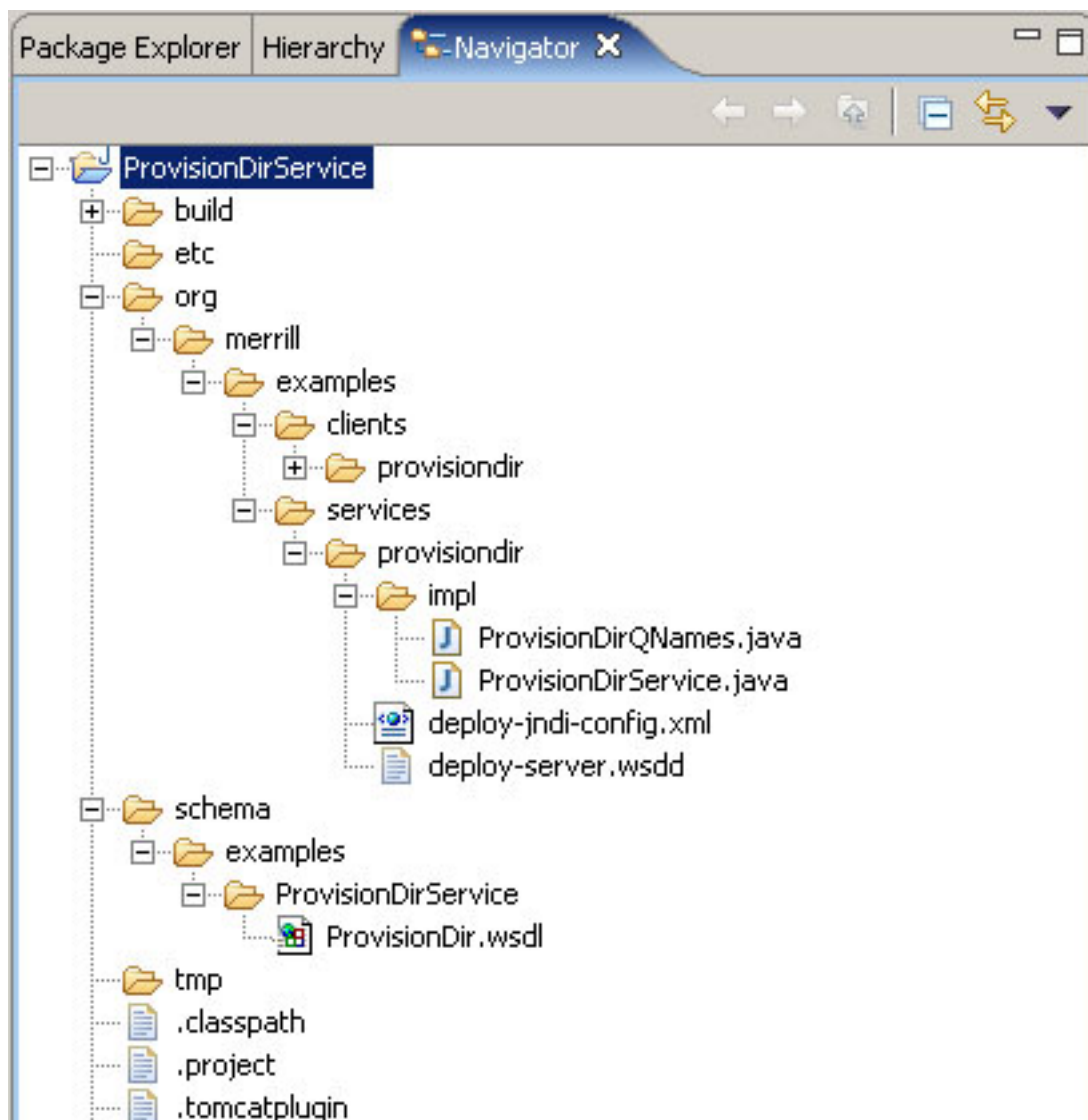 Package Explorer Hierarchy Navigator
ProvisionDirService
build
etc
org
merrill
examples
clients
provisiondir
services
provisiondir
impl
ProvisionDirQNames.java
ProvisionDirService.java
deploy-jndi-config.xml
deploy-server.wsdd
schema
examples
ProvisionDirService
ProvisionDir.wsdl
tmp
.classpath
.project
.tomcatplugin